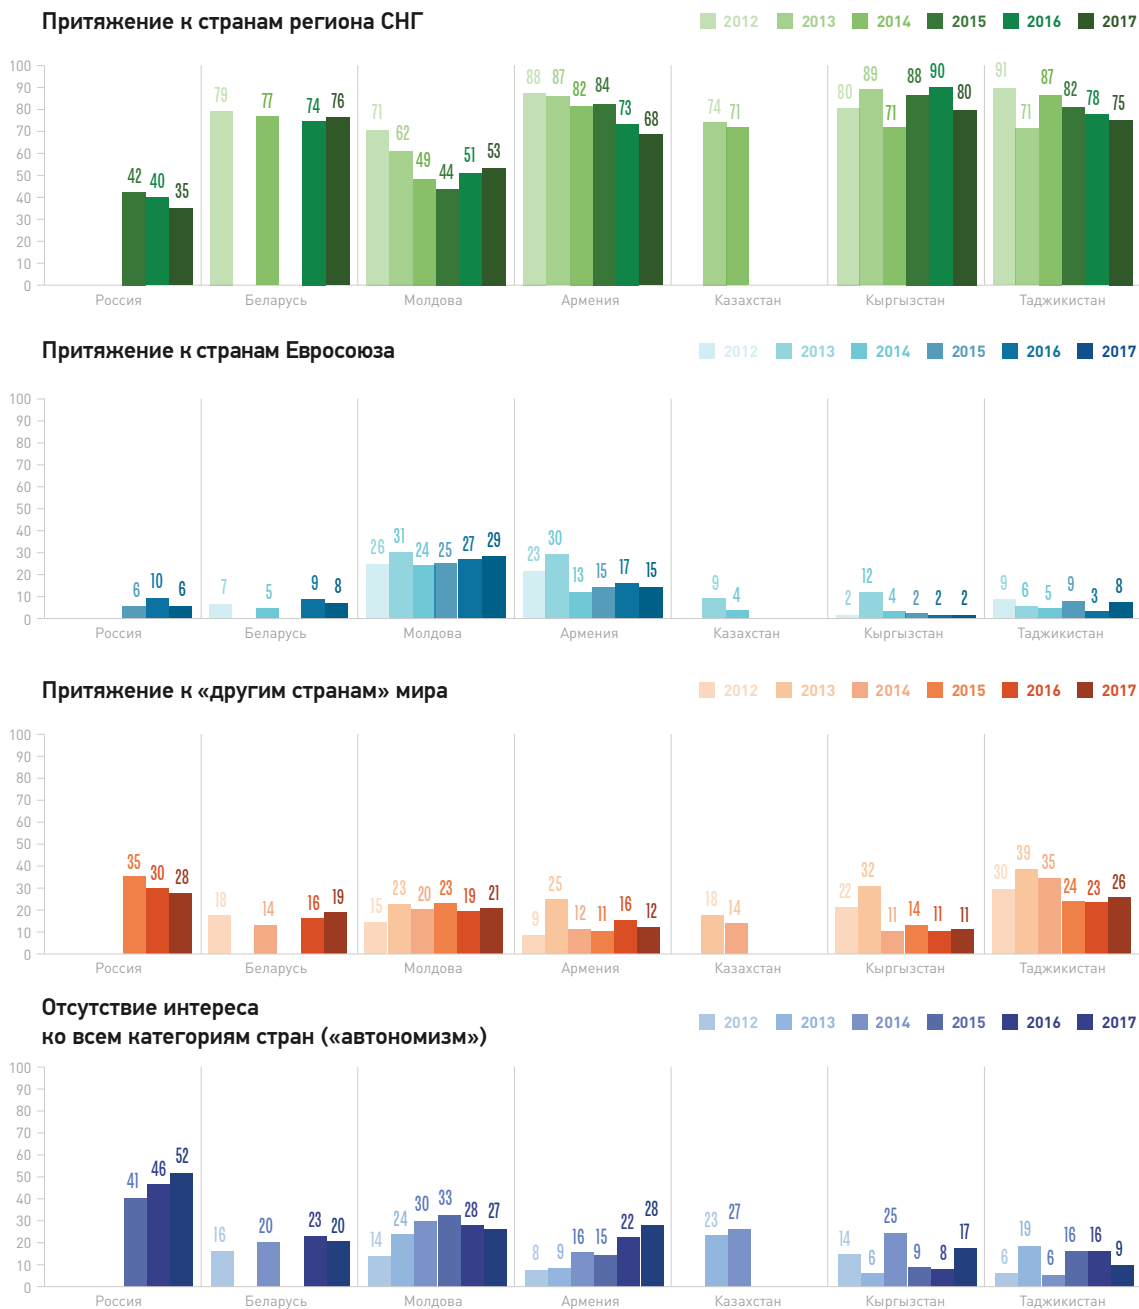 Притяжение к странам региона СНГ
2012 2013 2014 2015 2016 2017
100
90
80
70
60
50
40
30
20
10
0
42 40 35
79 77 74 76
71 62 49 44 51 53
88 87 82 84 73 68
74 71
80 89 71 88 90 80
91 71 87 82 78 75
Россия Беларусь Молдова Армения Казахстан Кыргызстан Таджикистан
Притяжение к странам Евросоюза
2012 2013 2014 2015 2016 2017
100
90
80
70
60
50
40
30
20
10
0
6 10 6
7 5 9 8
26 31 24 25 27 29
23 30 13 15 17 15
9 4
2 12 4 2 2 2
9 6 5 9 3 8
Россия Беларусь Молдова Армения Казахстан Кыргызстан Таджикистан
Притяжение к «другим странам» мира
2012 2013 2014 2015 2016 2017
100
90
80
70
60
50
40
30
20
10
0
35 30 28
18 14 16 19
15 23 20 23 19 21
9 25 12 11 16 12
18 14
22 32 11 14 11 11
30 39 35 24 23 26
Россия Беларусь Молдова Армения Казахстан Кыргызстан Таджикистан
Отсутствие интереса
ко всем категориям стран («автономизм»)
2012 2013 2014 2015 2016 2017
100
90
80
70
60
50
40
30
20
10
0
41 46 52
16 20 23 20
14 24 30 33 28 27
8 9 16 15 22 28
23 27
14 6 25 9 8 17
6 19 6 16 16 9
Россия Беларусь Молдова Армения Казахстан Кыргызстан Таджикистан